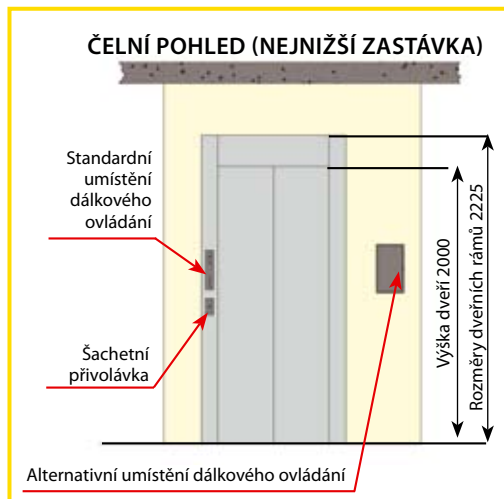 ČELNÍ POHLED (NEJNIŽŠÍ ZASTÁVKA)
Standardní
umístění
dálkového
ovládání
Šachetní
přivolávka
Výška dveří 2000
Rozměry dveřních rámů 2225
Alternativní umístění dálkového ovládání